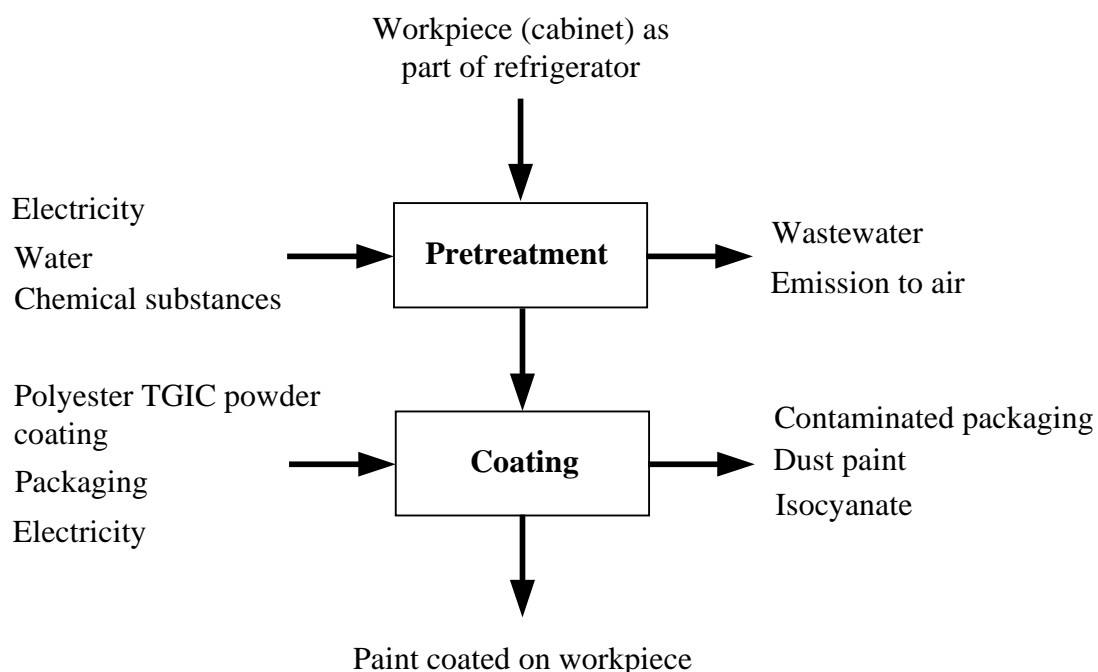 Workpiece (cabinet) as
part of refrigerator
Electricity
Water
Chemical substances
Pretreatment
Wastewater
Emission to air
Polyester TGIC powder
coating
Packaging
Electricity
Coating
Contaminated packaging
Dust paint
Isocyanate
Paint coated on workpiece